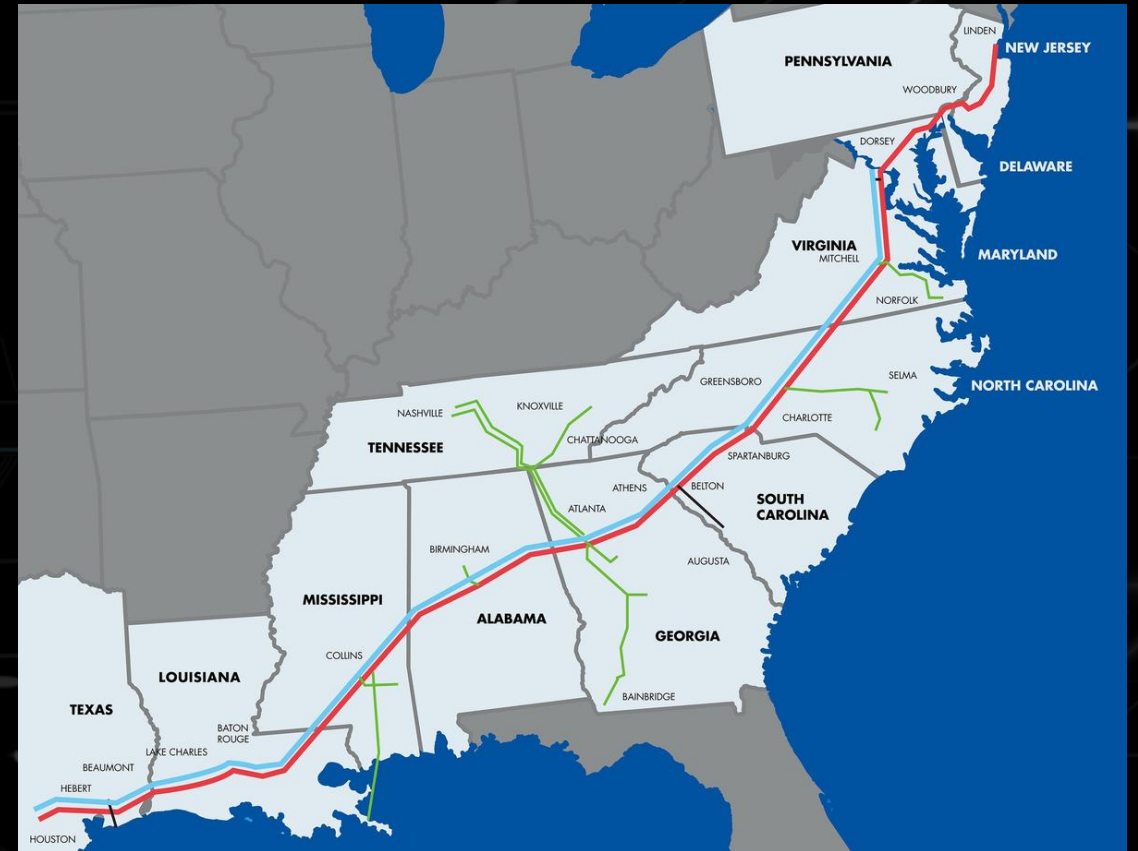 LINDEN
NEW JERSEY
PENNSYLVANIA
WOODBURY
DORSEY
DELAWARE
VIRGINIA
MITCHELL
MARYLAND
NORFOLK
SELMA
GREENSBORO
NORTH CAROLINA
NASHVILLE
KNOXVILLE
CHARLOTTE
CHATTANOOGA
TENNESSEE
SPARTANBURG
ATHENS
BELTON
SOUTH
CAROLINA
ATLANTA
BIRMINGHAM
AUGUSTA
MISSISSIPPI
ALABAMA
GEORGIA
COLLINS
LOUISIANA
BAINBRIDGE
TEXAS
BATON
ROUGE
LAKE CHARLES
BEAUMONT
HEBERT
HOUSTON